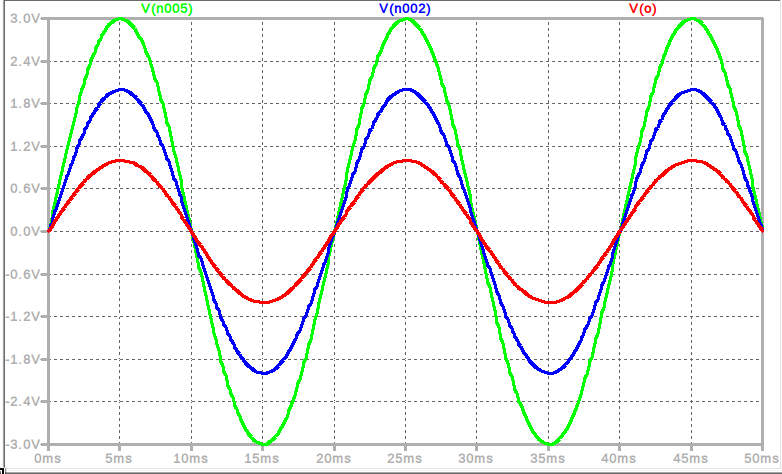 V(n005) V(n002) V(o)
3.0V
2.4V
1.8V
1.2V
0.6V
0.0V
-0.6V
-1.2V
-1.8V
-2.4V
-3.0V
0ms 5ms 10ms 15ms 20ms 25ms 30ms 35ms 40ms 45ms 50ms